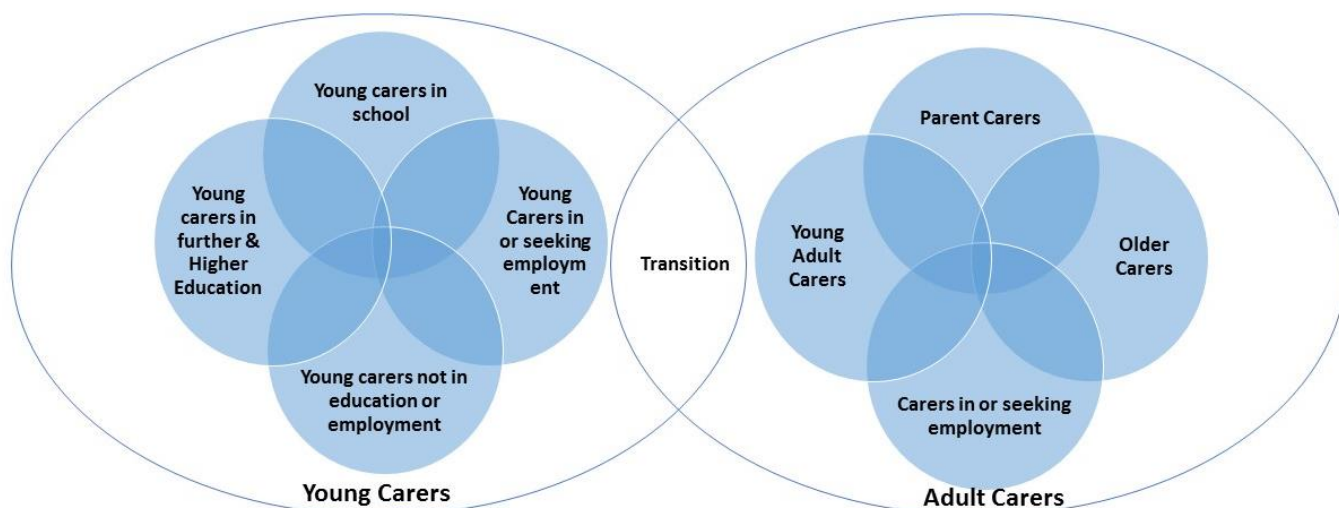 Young carers in
school
Young
carers in
further &
Higher
Education
Young
Carers in
or seeking
employm
ent
Young carers not in
education or
employment
Young Carers
Transition
Parent Carers
Young
Adult
Carers
Older
Carers
Carers in or seeking
employment
Adult Carers